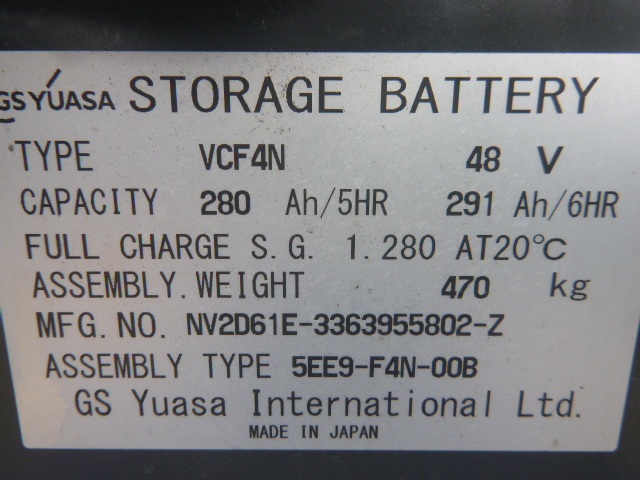 GS YUASA STORAGE BATTERY
TYPE VCF4N 48 V
CAPACITY 280 Ah/5HR 291 Ah/6HR
FULL CHARGE S.G. 1.280 AT20℃
ASSEMBLY.WEIGHT 470 kg
MFG.NO. NV2D61E-3363955802-Z
ASSEMBLY TYPE 5EE9-F4N-00B
GS Yuasa International Ltd.
MADE IN JAPAN